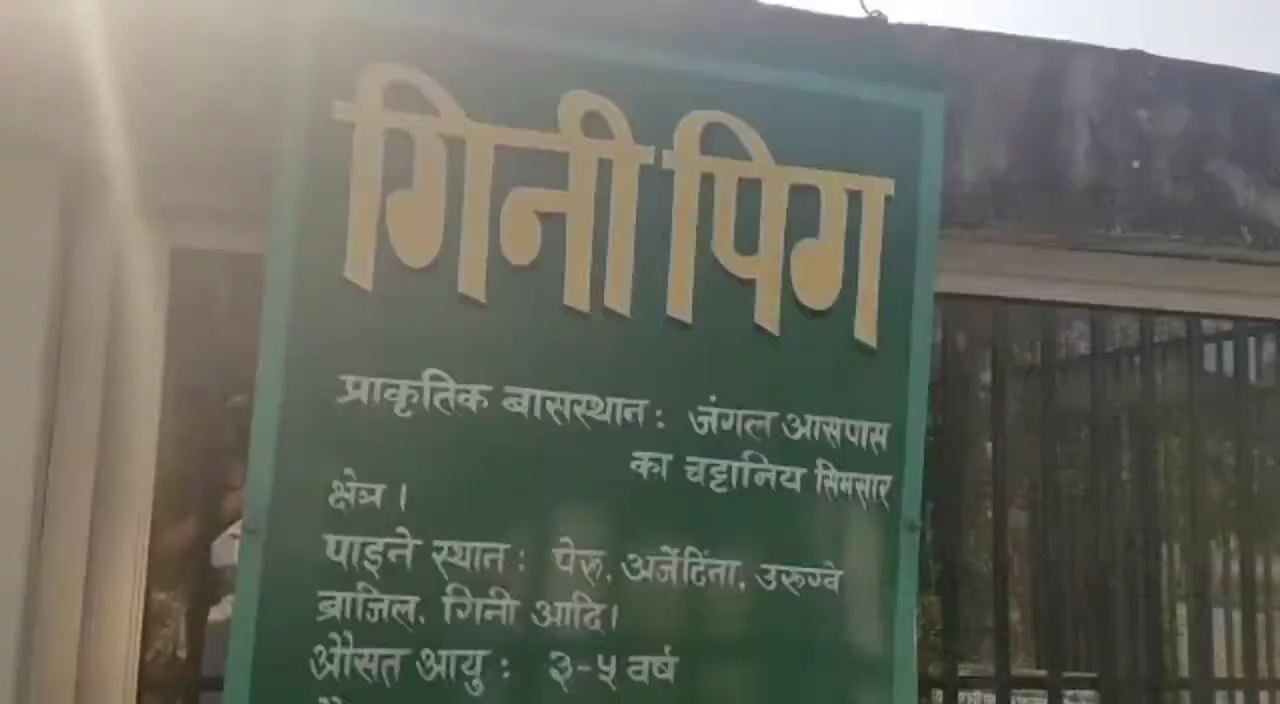 गिनी पिग
प्राकृतिक बासस्थान: जंगल आसपास
का चट्टानिय सिमसार
क्षेत्र ।
पाइने स्थान: पेरू, अर्जेटिंना, उरूग्वे
ब्राजिल, गिनी आदि।
औसत आयु: ३-५ वर्ष